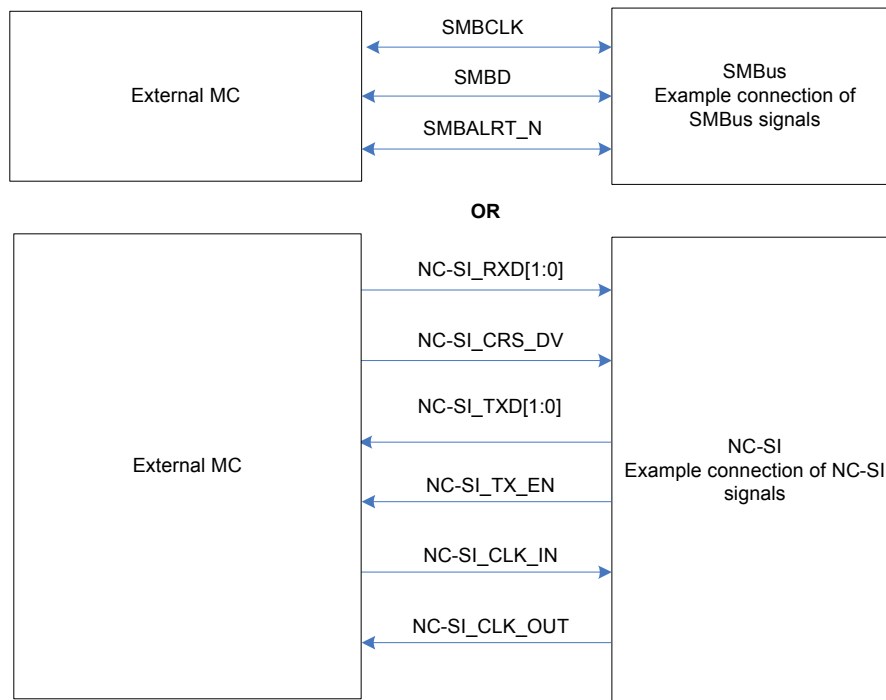 SMBCLK
SMBD
SMBALRT_N
External MC
SMBus
Example connection of
SMBus signals
OR
NC-SI_RXD[1:0]
NC-SI_CRS_DV
NC-SI_TXD[1:0]
NC-SI_TX_EN
NC-SI_CLK_IN
NC-SI_CLK_OUT
External MC
NC-SI
Example connection of NC-SI
signals